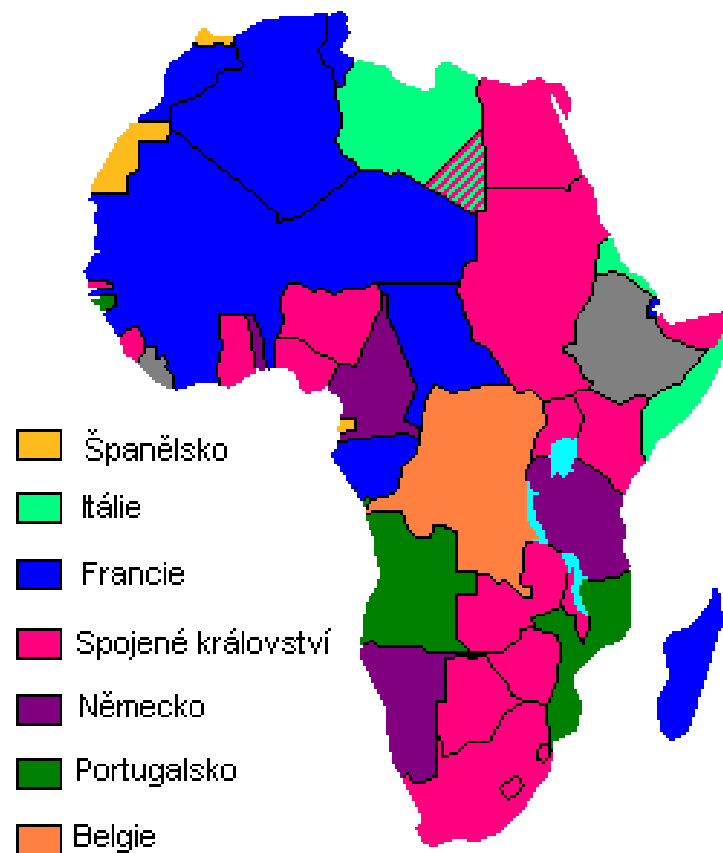 Španělsko
Itálie
Francie
Spojené království
Německo
Portugalsko
Belgie